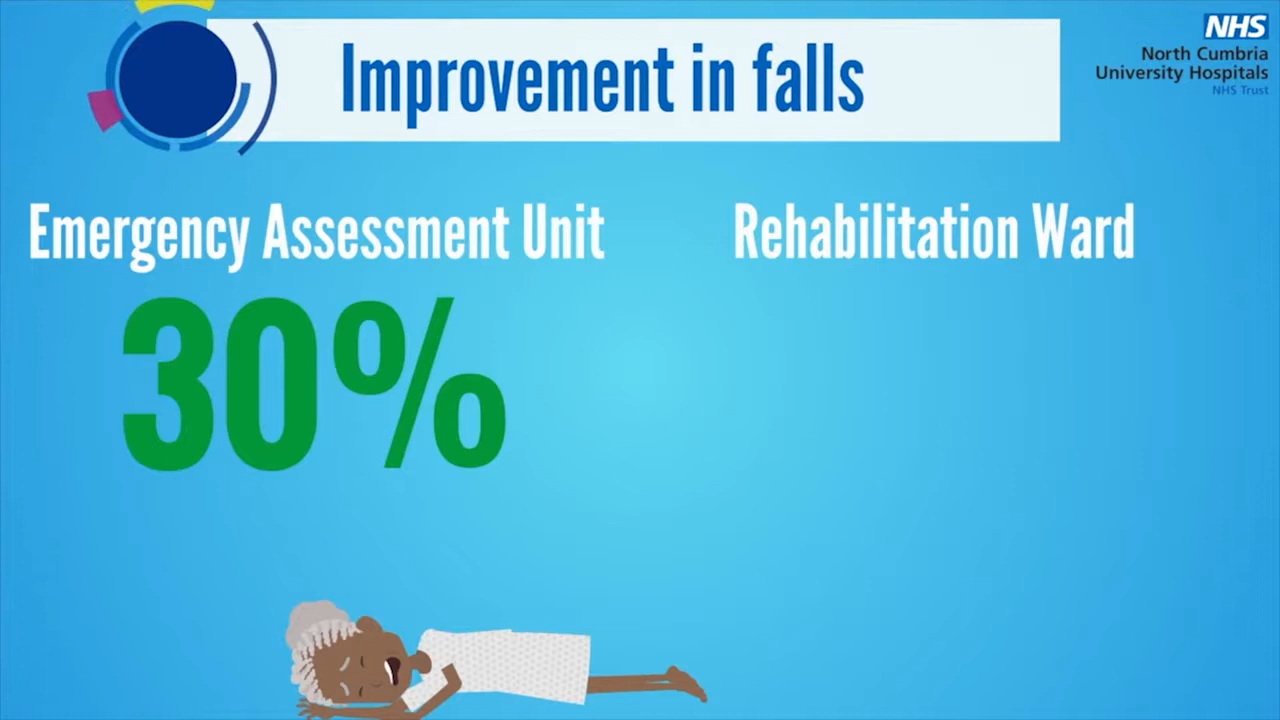 Improvement in falls
NHS
North Cumbria
University Hospitals
NHS Trust
Emergency Assessment Unit
Rehabilitation Ward
30%